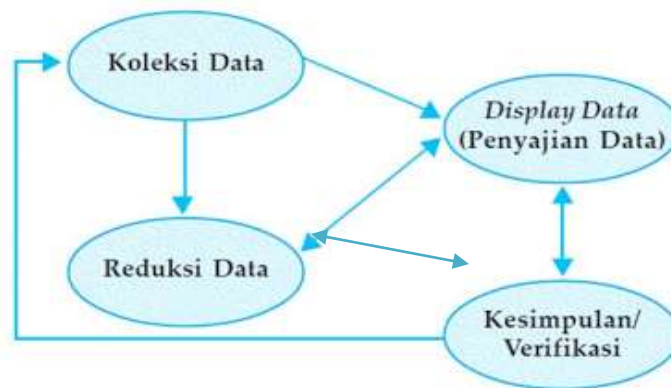 Koleksi Data
Display Data
(Penyajian Data)
Reduksi Data
Kesimpulan/
Verifikasi